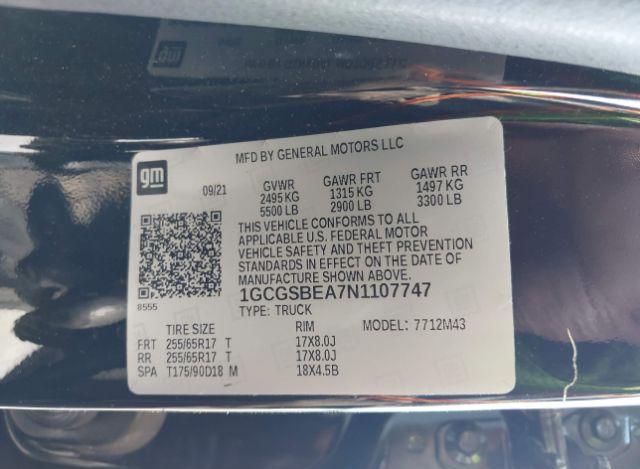 MFD BY GENERAL MOTORS LLC
gm
09/21
GVWR GAWR FRT GAWR RR
2495 KG 1315 KG 1497 KG
5500 LB 2900 LB 3300 LB
THIS VEHICLE CONFORMS TO ALL
APPLICABLE U.S. FEDERAL MOTOR
VEHICLE SAFETY AND THEFT PREVENTION
STANDARDS IN EFFECT ON THE DATE OF
MANUFACTURE SHOWN ABOVE.
8555
1GCGSBEA7N1107747
TYPE: TRUCK
TIRE SIZE RIM MODEL: 7712M43
FRT 255/65R17 T 17X8.0J
RR 255/65R17 T 17X8.0J
SPA T175/90D18 M 18X4.5B